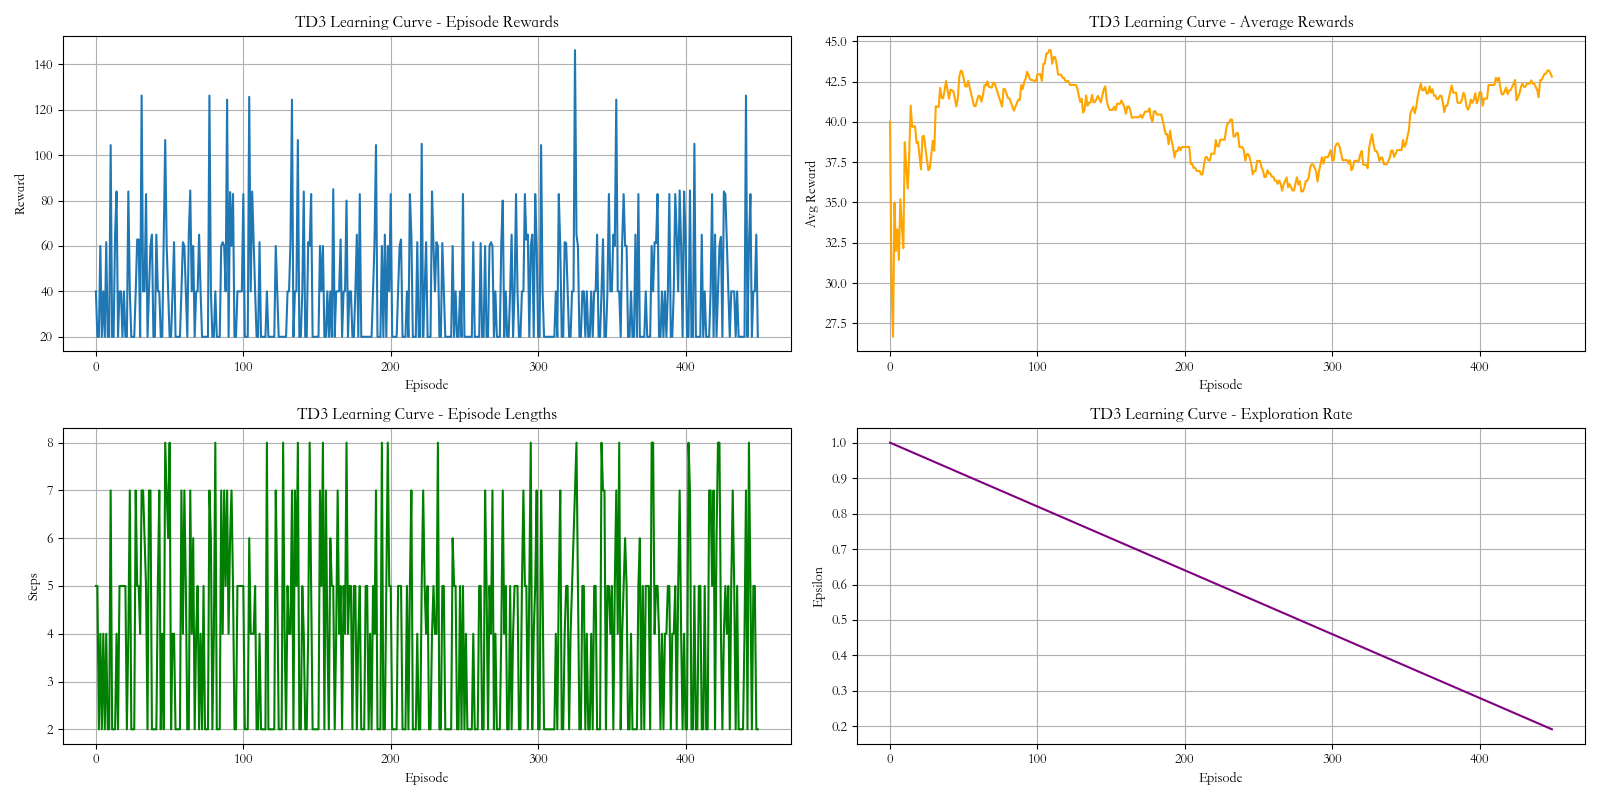 TD3 Learning Curve - Episode Rewards
Reward
140
120
100
80
60
40
20
0 100 200 300 400
Episode
TD3 Learning Curve - Average Rewards
Avg Reward
45.0
42.5
40.0
37.5
35.0
32.5
30.0
27.5
0 100 200 300 400
Episode
TD3 Learning Curve - Episode Lengths
Steps
8
7
6
5
4
3
2
0 100 200 300 400
Episode
TD3 Learning Curve - Exploration Rate
Epsilon
1.0
0.9
0.8
0.7
0.6
0.5
0.4
0.3
0.2
0 100 200 300 400
Episode